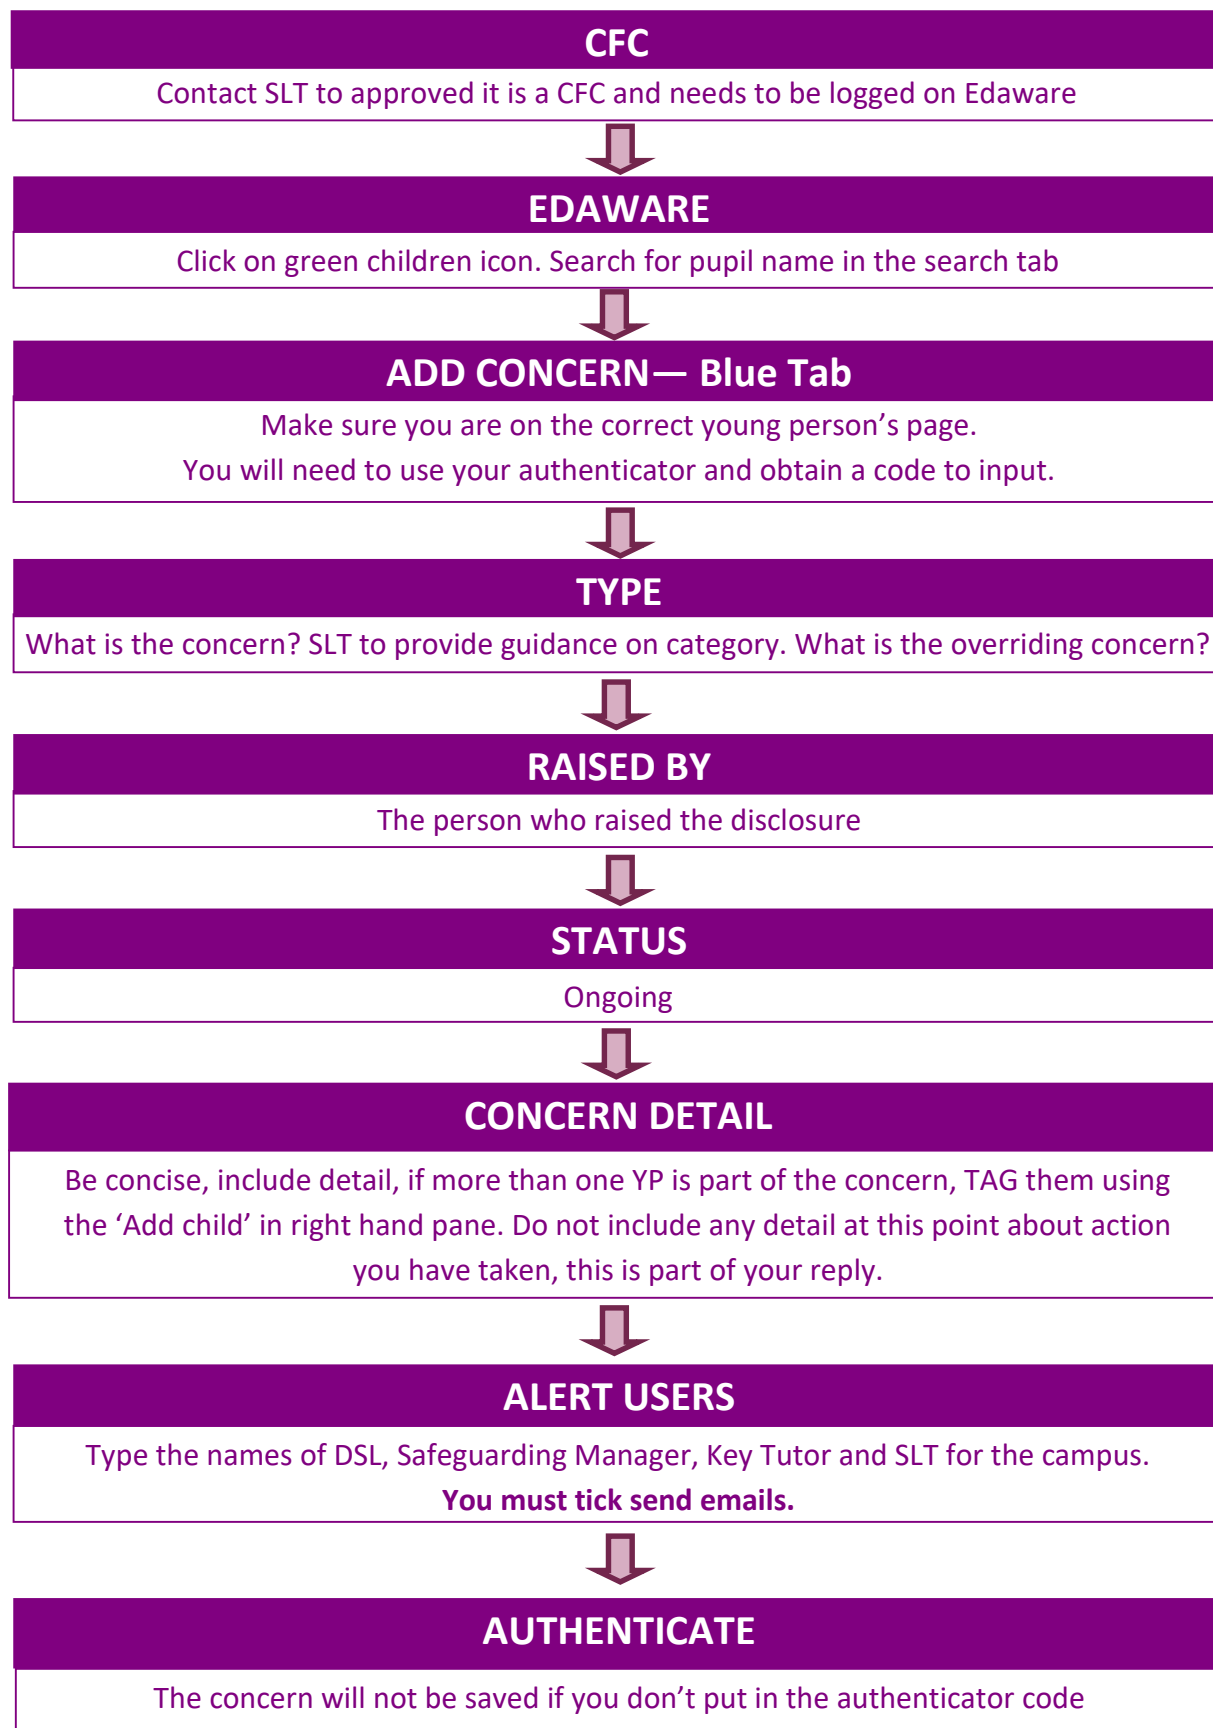 CFC
Contact SLT to approved it is a CFC and needs to be logged on Edaware
EDAWARE
Click on green children icon. Search for pupil name in the search tab
ADD CONCERN— Blue Tab
Make sure you are on the correct young person’s page.
You will need to use your authenticator and obtain a code to input.
TYPE
What is the concern? SLT to provide guidance on category. What is the overriding concern?
RAISED BY
The person who raised the disclosure
STATUS
Ongoing
CONCERN DETAIL
Be concise, include detail, if more than one YP is part of the concern, TAG them using
the ‘Add child’ in right hand pane. Do not include any detail at this point about action
you have taken, this is part of your reply.
ALERT USERS
Type the names of DSL, Safeguarding Manager, Key Tutor and SLT for the campus.
You must tick send emails.
AUTHENTICATE
The concern will not be saved if you don’t put in the authenticator code